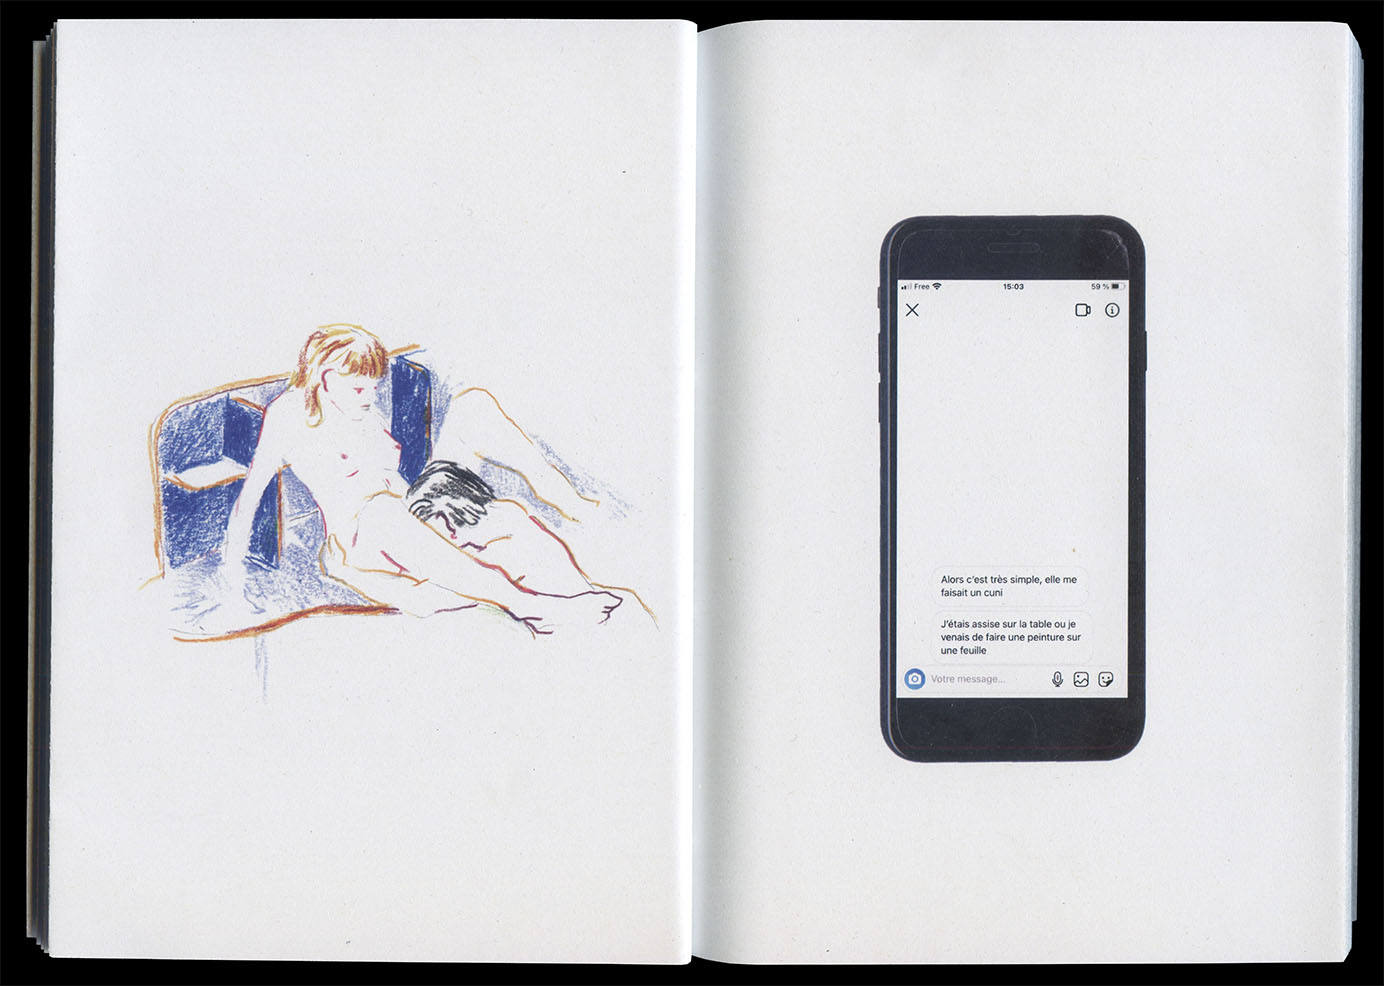 Free 15:03 59 %
Alors c'est très simple, elle me
faisait un cuni
J'étais assise sur la table ou je
venais de faire une peinture sur
une feuille
Votre message...